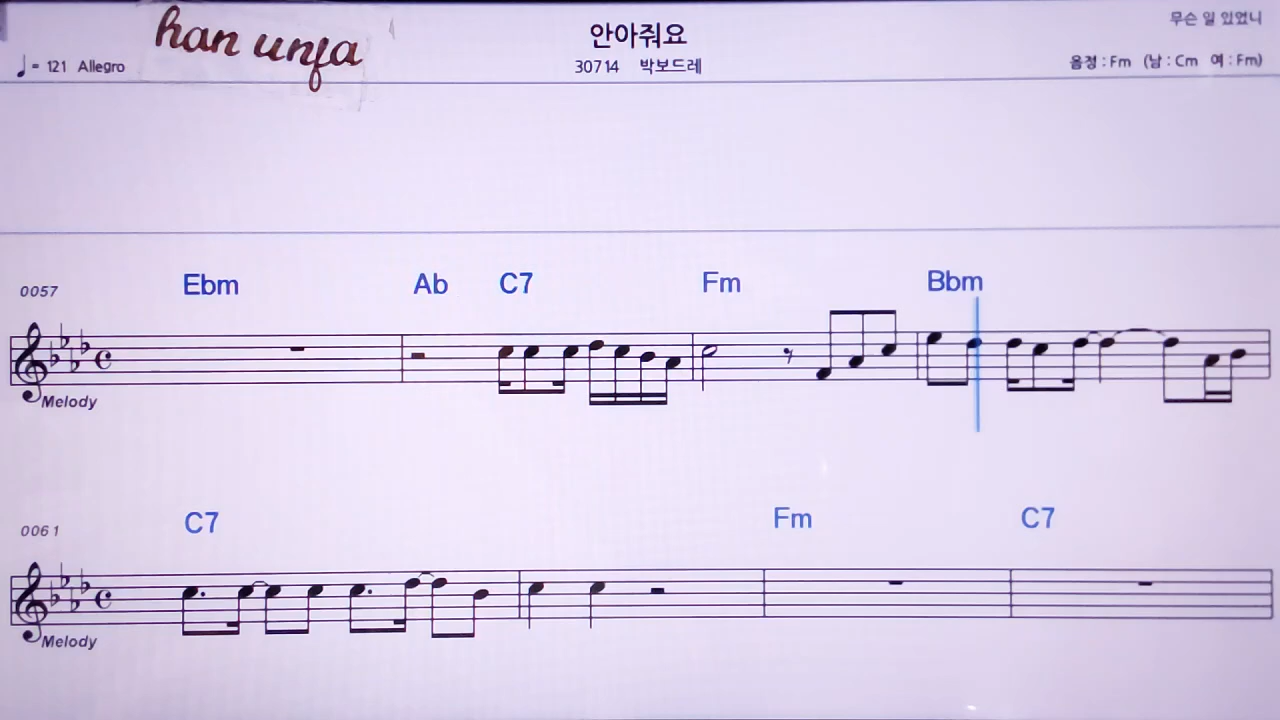 무슨 일 있었니
han unfa
안아줘요
♩= 121 Allegro
30714 박보드레
음정 : Fm (남 : Cm 여 : Fm)
0057 Ebm Ab C7 Fm Bbm
Melody
0061 C7 Fm C7
Melody